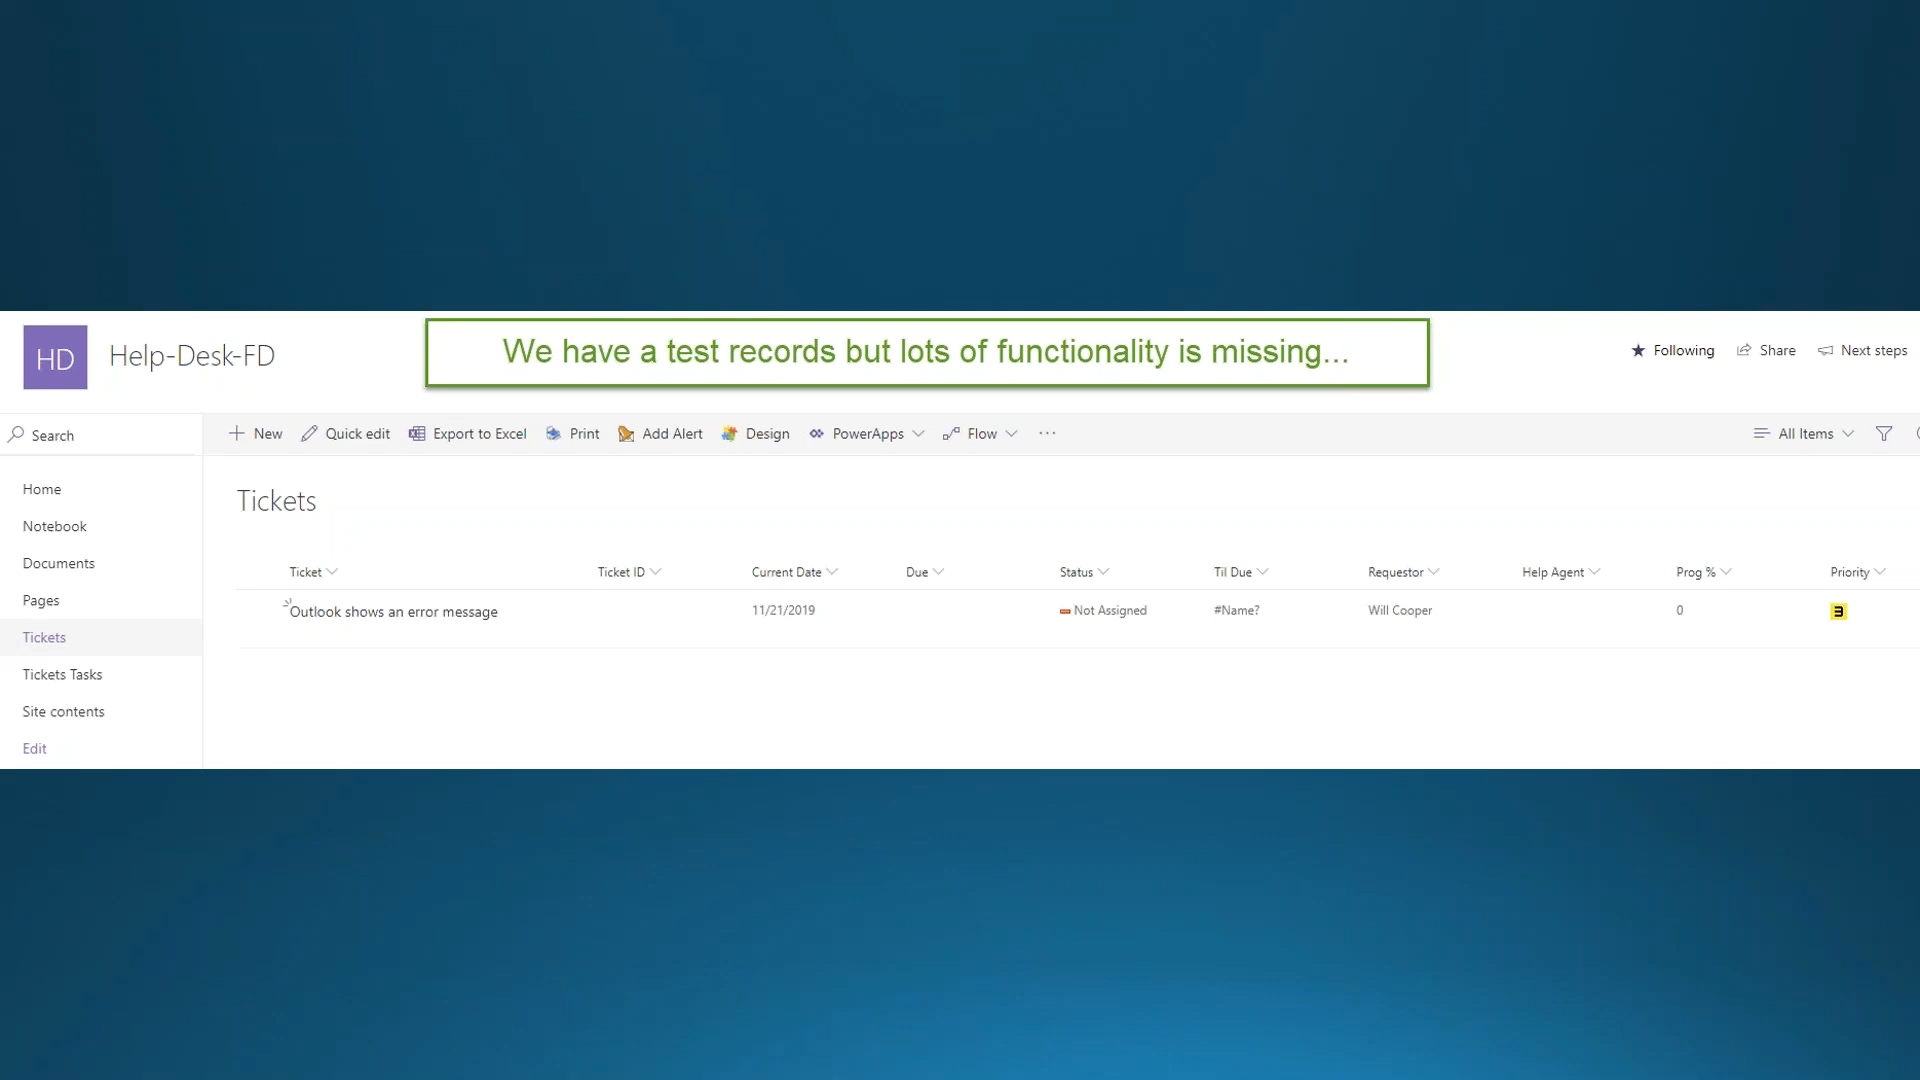 HD
Help-Desk-FD
We have a test records but lots of functionality is missing...
Following Share Next steps
Search
New Quick edit Export to Excel Print Add Alert Design PowerApps Flow ...
All Items
Home
Notebook
Documents
Pages
Tickets
Tickets Tasks
Site contents
Edit
Tickets
Ticket Ticket ID Current Date Due Status Til Due Requestor Help Agent Prog % Priority
Outlook shows an error message 11/21/2019 Not Assigned #Name? Will Cooper 0 3